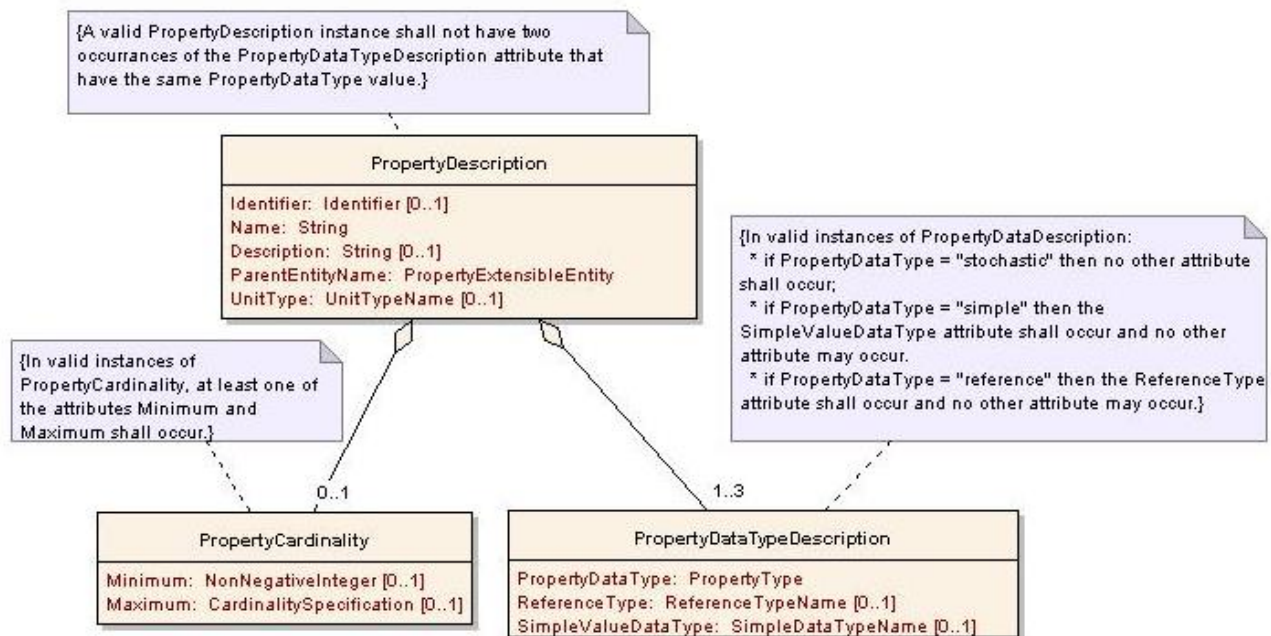 {A valid PropertyDescription instance shall not have two
occurrances of the PropertyDataTypeDescription attribute that
have the same PropertyDataType value.}
PropertyDescription
Identifier: Identifier [0..1]
Name: String
Description: String [0..1]
ParentEntityName: PropertyExtensibleEntity
UnitType: UnitTypeName [0..1]
{In valid instances of PropertyDataDescription:
* if PropertyDataType = "stochastic" then no other attribute
shall occur;
* if PropertyDataType = "simple" then the
SimpleValueDataType attribute shall occur and no other
attribute may occur.
* if PropertyDataType = "reference" then the ReferenceType
attribute shall occur and no other attribute may occur.}
{In valid instances of
PropertyCardinality, at least one of
the attributes Minimum and
Maximum shall occur.}
0..1
1..3
PropertyCardinality
Minimum: NonNegativeInteger [0..1]
Maximum: CardinalitySpecification [0..1]
PropertyDataTypeDescription
PropertyDataType: PropertyType
ReferenceType: ReferenceTypeName [0..1]
SimpleValueDataType: SimpleDataTypeName [0..1]